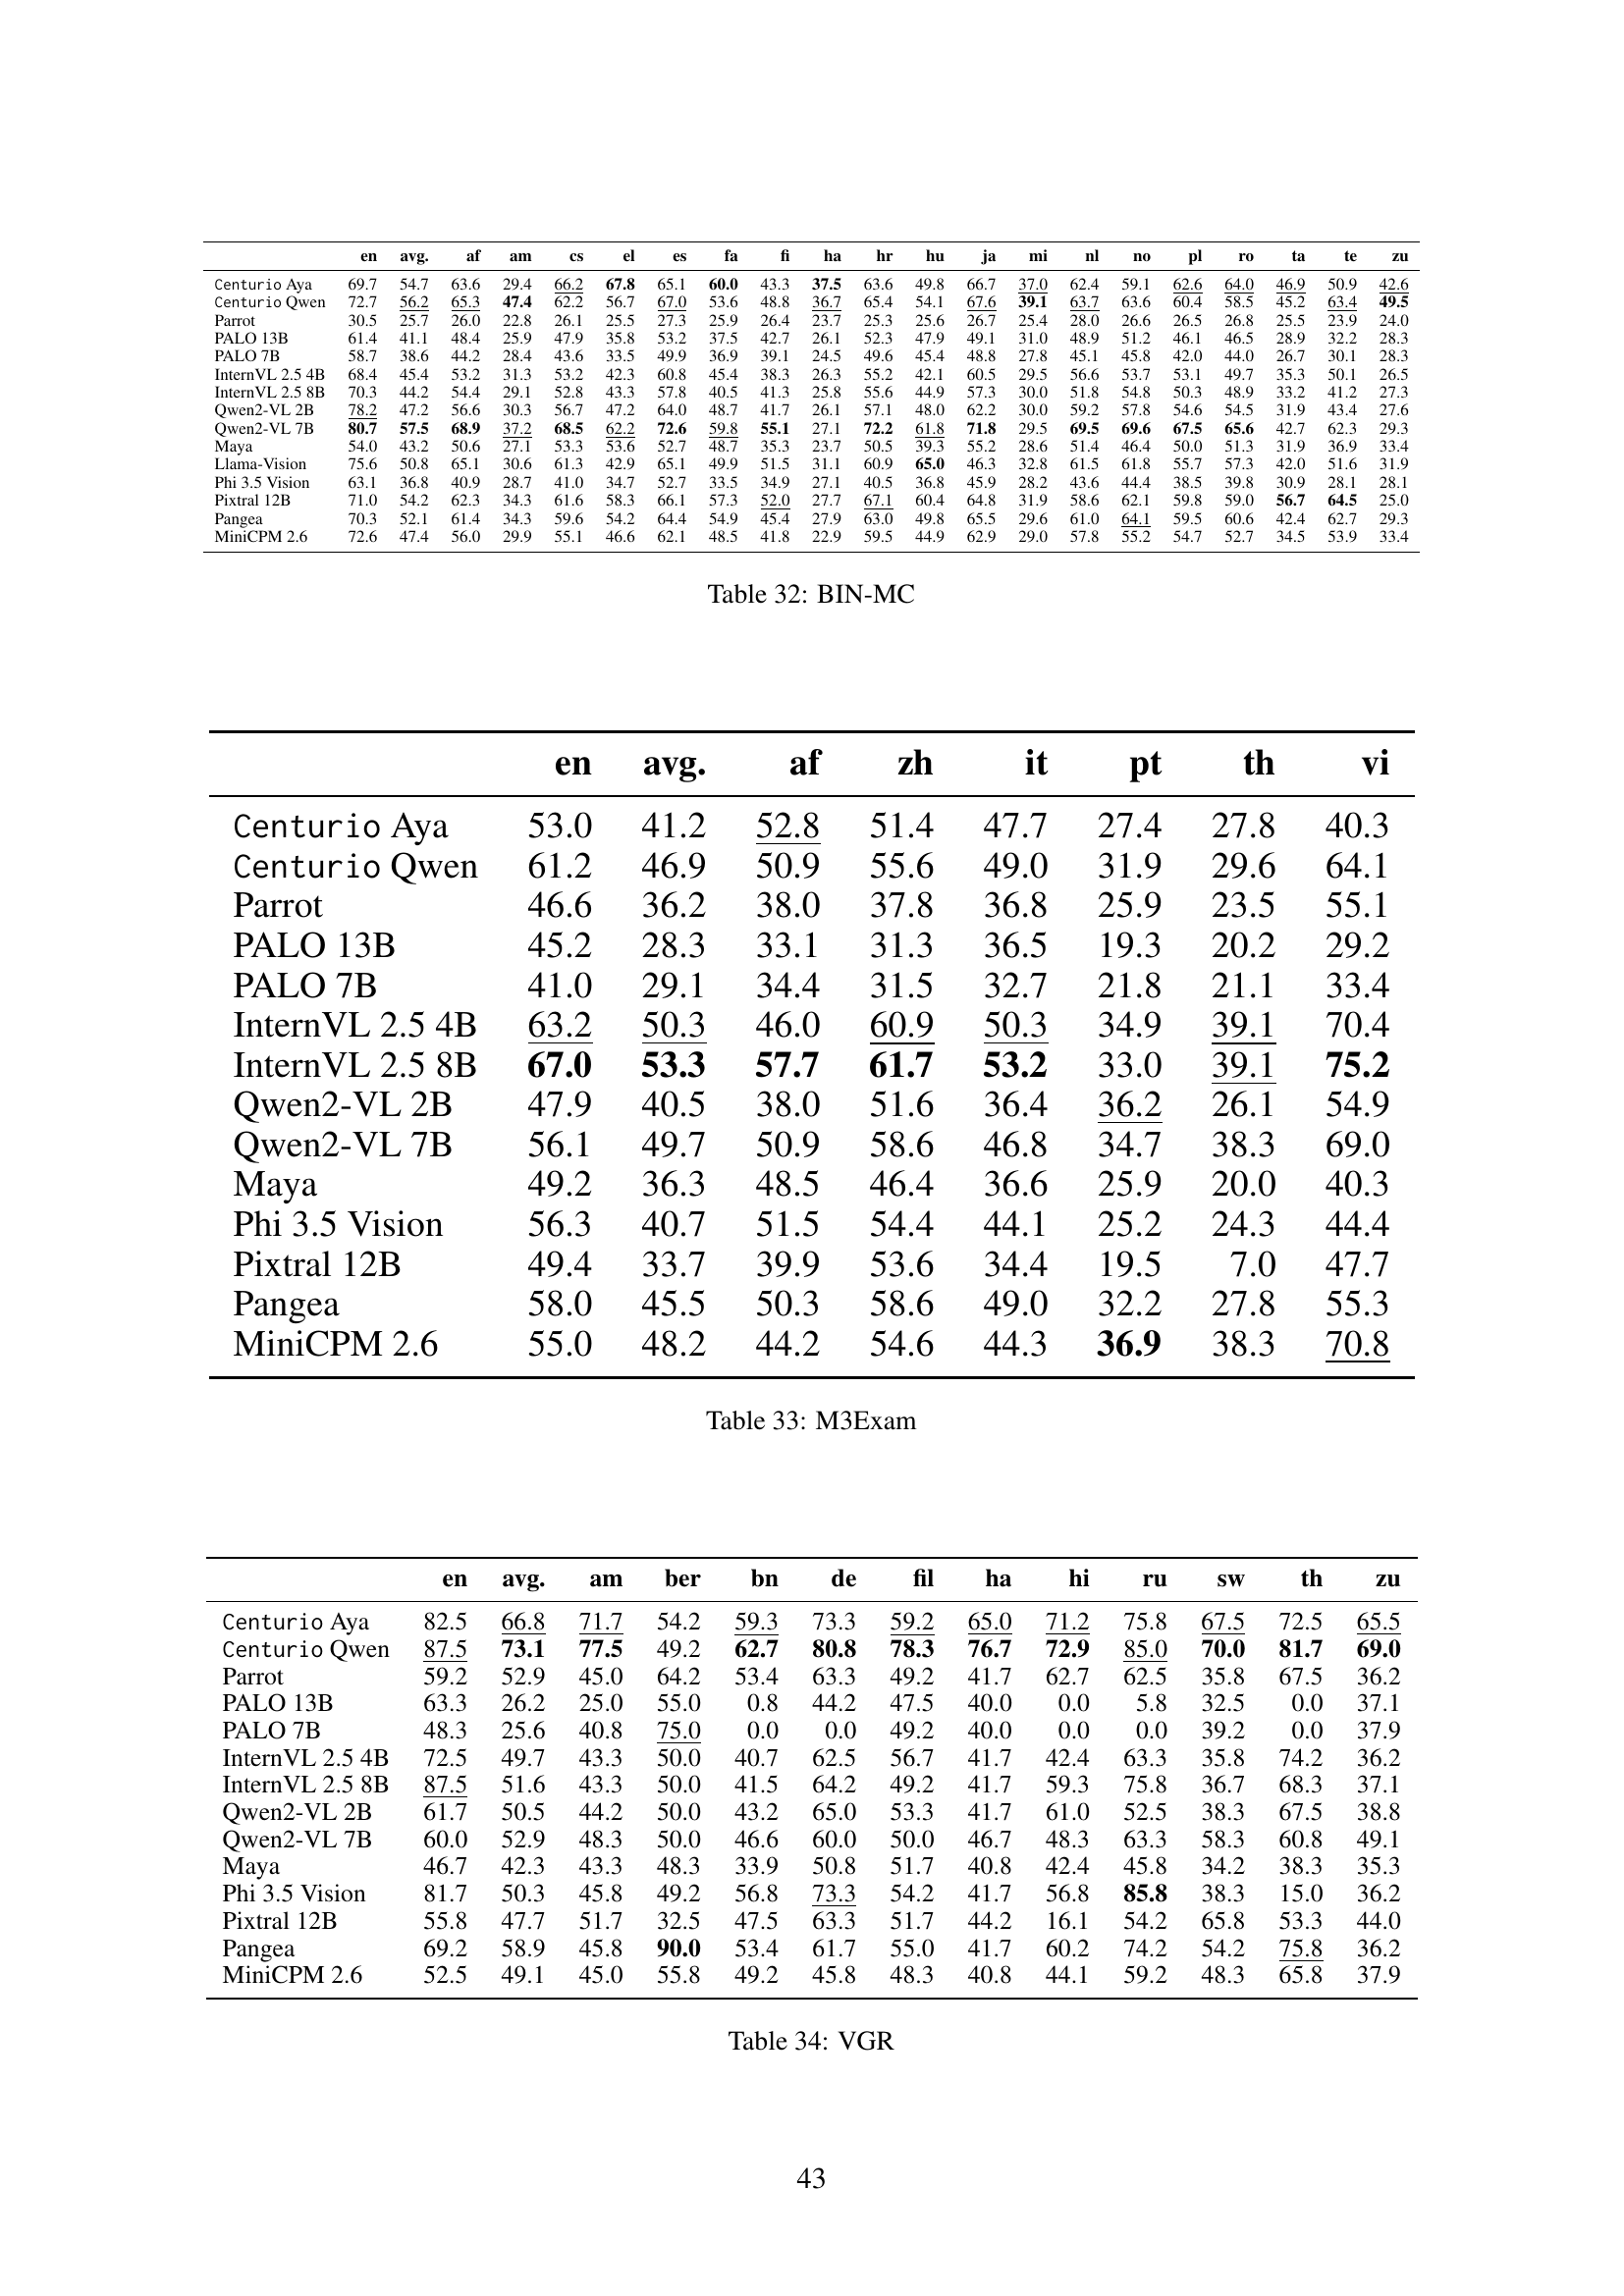 en avg. af am cs el es fa fi ha hr hu ja mi nl no pl ro ta te zu
Centurio Aya 69.7 54.7 63.6 29.4 66.2 67.8 65.1 60.0 43.3 37.5 63.6 49.8 66.7 37.0 62.4 59.1 62.6 64.0 46.9 50.9 42.6
Centurio Qwen 72.7 56.2 65.3 47.4 62.2 56.7 67.0 53.6 48.8 36.7 65.4 54.1 67.6 39.1 63.7 63.6 60.4 58.5 45.2 63.4 49.5
Parrot 30.5 25.7 26.0 22.8 26.1 25.5 27.3 25.9 26.4 23.7 25.3 25.6 26.7 25.4 28.0 26.6 26.5 26.8 25.5 23.9 24.0
PALO 13B 61.4 41.1 48.4 25.9 47.9 35.8 53.2 37.5 42.7 26.1 52.3 47.9 49.1 31.0 48.9 51.2 46.1 46.5 28.9 32.2 28.3
PALO 7B 58.7 38.6 44.2 28.4 43.6 33.5 49.9 36.9 39.1 24.5 49.6 45.4 48.8 27.8 45.1 45.8 42.0 44.0 26.7 30.1 28.3
InternVL 2.5 4B 68.4 45.4 53.2 31.3 53.2 42.3 60.8 45.4 38.3 26.3 55.2 42.1 60.5 29.5 56.6 53.7 53.1 49.7 35.3 50.1 26.5
InternVL 2.5 8B 70.3 44.2 54.4 29.1 52.8 43.3 57.8 40.5 41.3 25.8 55.6 44.9 57.3 30.0 51.8 54.8 50.3 48.9 33.2 41.2 27.3
Qwen2-VL 2B 78.2 47.2 56.6 30.3 56.7 47.2 64.0 48.7 41.7 26.1 57.1 48.0 62.2 30.0 59.2 57.8 54.6 54.5 31.9 43.4 27.6
Qwen2-VL 7B 80.7 57.5 68.9 37.2 68.5 62.2 72.6 59.8 55.1 27.1 72.2 61.8 71.8 29.5 69.5 69.6 67.5 65.6 42.7 62.3 29.3
Maya 54.0 43.2 50.6 27.1 53.3 53.6 52.7 48.7 35.3 23.7 50.5 39.3 55.2 28.6 51.4 46.4 50.0 51.3 31.9 36.9 33.4
Llama-Vision 75.6 50.8 65.1 30.6 61.3 42.9 65.1 49.9 51.5 31.1 60.9 65.0 46.3 32.8 61.5 61.8 55.7 57.3 42.0 51.6 31.9
Phi 3.5 Vision 63.1 36.8 40.9 28.7 41.0 34.7 52.7 33.5 34.9 27.1 40.5 36.8 45.9 28.2 43.6 44.4 38.5 39.8 30.9 28.1 28.1
Pixtral 12B 71.0 54.2 62.3 34.3 61.6 58.3 66.1 57.3 52.0 27.7 67.1 60.4 64.8 31.9 58.6 62.1 59.8 59.0 56.7 64.5 25.0
Pangea 70.3 52.1 61.4 34.3 59.6 54.2 64.4 54.9 45.4 27.9 63.0 49.8 65.5 29.6 61.0 64.1 59.5 60.6 42.4 62.7 29.3
MiniCPM 2.6 72.6 47.4 56.0 29.9 55.1 46.6 62.1 48.5 41.8 22.9 59.5 44.9 62.9 29.0 57.8 55.2 54.7 52.7 34.5 53.9 33.4
Table 32: BIN-MC
en avg. af zh it pt th vi
Centurio Aya 53.0 41.2 52.8 51.4 47.7 27.4 27.8 40.3
Centurio Qwen 61.2 46.9 50.9 55.6 49.0 31.9 29.6 64.1
Parrot 46.6 36.2 38.0 37.8 36.8 25.9 23.5 55.1
PALO 13B 45.2 28.3 33.1 31.3 36.5 19.3 20.2 29.2
PALO 7B 41.0 29.1 34.4 31.5 32.7 21.8 21.1 33.4
InternVL 2.5 4B 63.2 50.3 46.0 60.9 50.3 34.9 39.1 70.4
InternVL 2.5 8B 67.0 53.3 57.7 61.7 53.2 33.0 39.1 75.2
Qwen2-VL 2B 47.9 40.5 38.0 51.6 36.4 36.2 26.1 54.9
Qwen2-VL 7B 56.1 49.7 50.9 58.6 46.8 34.7 38.3 69.0
Maya 49.2 36.3 48.5 46.4 36.6 25.9 20.0 40.3
Phi 3.5 Vision 56.3 40.7 51.5 54.4 44.1 25.2 24.3 44.4
Pixtral 12B 49.4 33.7 39.9 53.6 34.4 19.5 7.0 47.7
Pangea 58.0 45.5 50.3 58.6 49.0 32.2 27.8 55.3
MiniCPM 2.6 55.0 48.2 44.2 54.6 44.3 36.9 38.3 70.8
Table 33: M3Exam
en avg. am ber bn de fil ha hi ru sw th zu
Centurio Aya 82.5 66.8 71.7 54.2 59.3 73.3 59.2 65.0 71.2 75.8 67.5 72.5 65.5
Centurio Qwen 87.5 73.1 77.5 49.2 62.7 80.8 78.3 76.7 72.9 85.0 70.0 81.7 69.0
Parrot 59.2 52.9 45.0 64.2 53.4 63.3 49.2 41.7 62.7 62.5 35.8 67.5 36.2
PALO 13B 63.3 26.2 25.0 55.0 0.8 44.2 47.5 40.0 0.0 5.8 32.5 0.0 37.1
PALO 7B 48.3 25.6 40.8 75.0 0.0 0.0 49.2 40.0 0.0 0.0 39.2 0.0 37.9
InternVL 2.5 4B 72.5 49.7 43.3 50.0 40.7 62.5 56.7 41.7 42.4 63.3 35.8 74.2 36.2
InternVL 2.5 8B 87.5 51.6 43.3 50.0 41.5 64.2 49.2 41.7 59.3 75.8 36.7 68.3 37.1
Qwen2-VL 2B 61.7 50.5 44.2 50.0 43.2 65.0 53.3 41.7 61.0 52.5 38.3 67.5 38.8
Qwen2-VL 7B 60.0 52.9 48.3 50.0 46.6 60.0 50.0 46.7 48.3 63.3 58.3 60.8 49.1
Maya 46.7 42.3 43.3 48.3 33.9 50.8 51.7 40.8 42.4 45.8 34.2 38.3 35.3
Phi 3.5 Vision 81.7 50.3 45.8 49.2 56.8 73.3 54.2 41.7 56.8 85.8 38.3 15.0 36.2
Pixtral 12B 55.8 47.7 51.7 32.5 47.5 63.3 51.7 44.2 16.1 54.2 65.8 53.3 44.0
Pangea 69.2 58.9 45.8 90.0 53.4 61.7 55.0 41.7 60.2 74.2 54.2 75.8 36.2
MiniCPM 2.6 52.5 49.1 45.0 55.8 49.2 45.8 48.3 40.8 44.1 59.2 48.3 65.8 37.9
Table 34: VGR
43